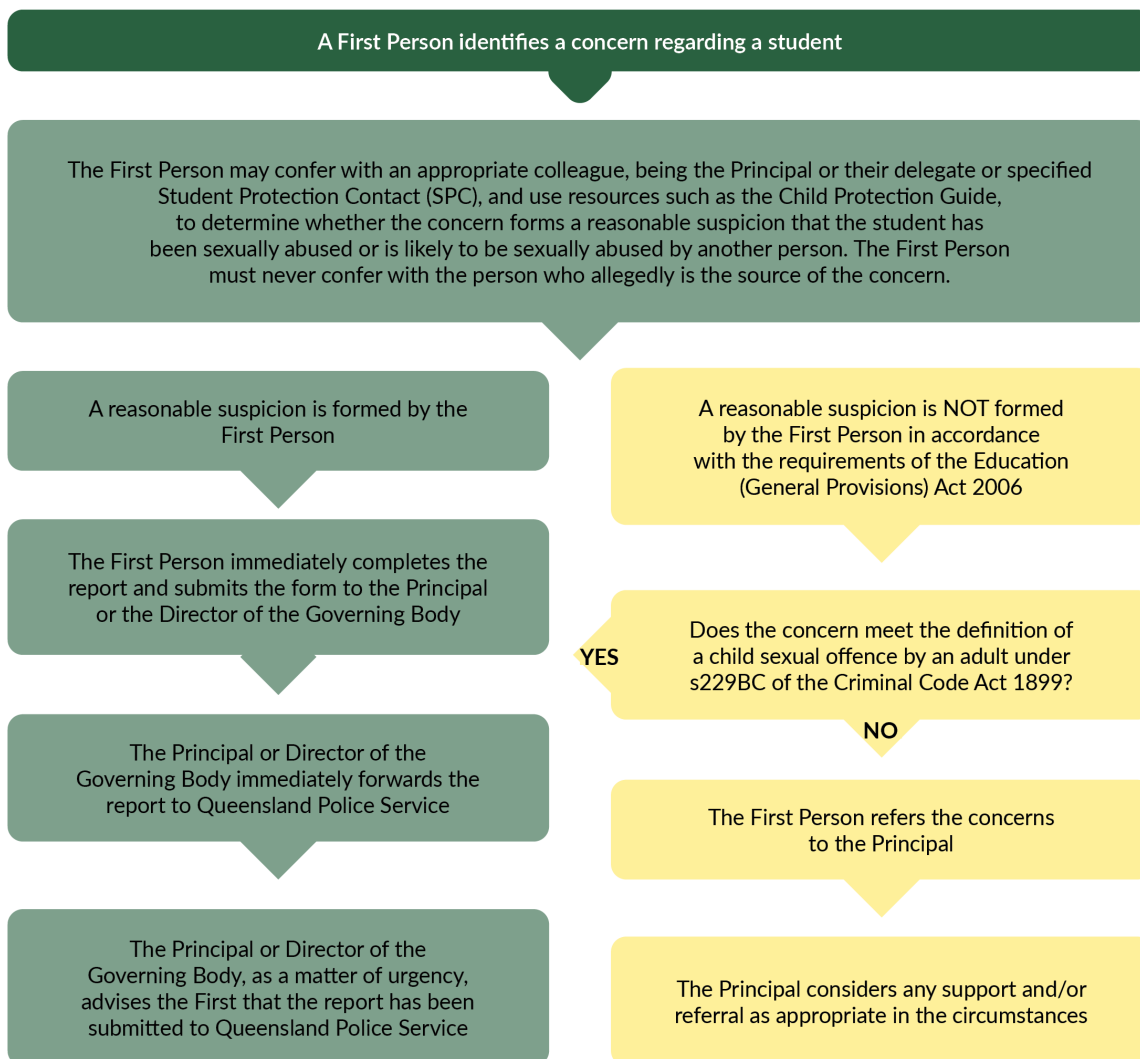 A First Person identifies a concern regarding a student
The First Person may confer with an appropriate colleague, being the Principal or their delegate or specified
Student Protection Contact (SPC), and use resources such as the Child Protection Guide,
to determine whether the concern forms a reasonable suspicion that the student has
been sexually abused or is likely to be sexually abused by another person. The First Person
must never confer with the person who allegedly is the source of the concern.
A reasonable suspicion is formed by the
First Person
The First Person immediately completes the
report and submits the form to the Principal
or the Director of the Governing Body
The Principal or Director of the
Governing Body immediately forwards the
report to Queensland Police Service
The Principal or Director of the
Governing Body, as a matter of urgency,
advises the First that the report has been
submitted to Queensland Police Service
A reasonable suspicion is NOT formed
by the First Person in accordance
with the requirements of the Education
(General Provisions) Act 2006
Does the concern meet the definition of
a child sexual offence by an adult under
s229BC of the Criminal Code Act 1899?
YES
NO
The First Person refers the concerns
to the Principal
The Principal considers any support and/or
referral as appropriate in the circumstances